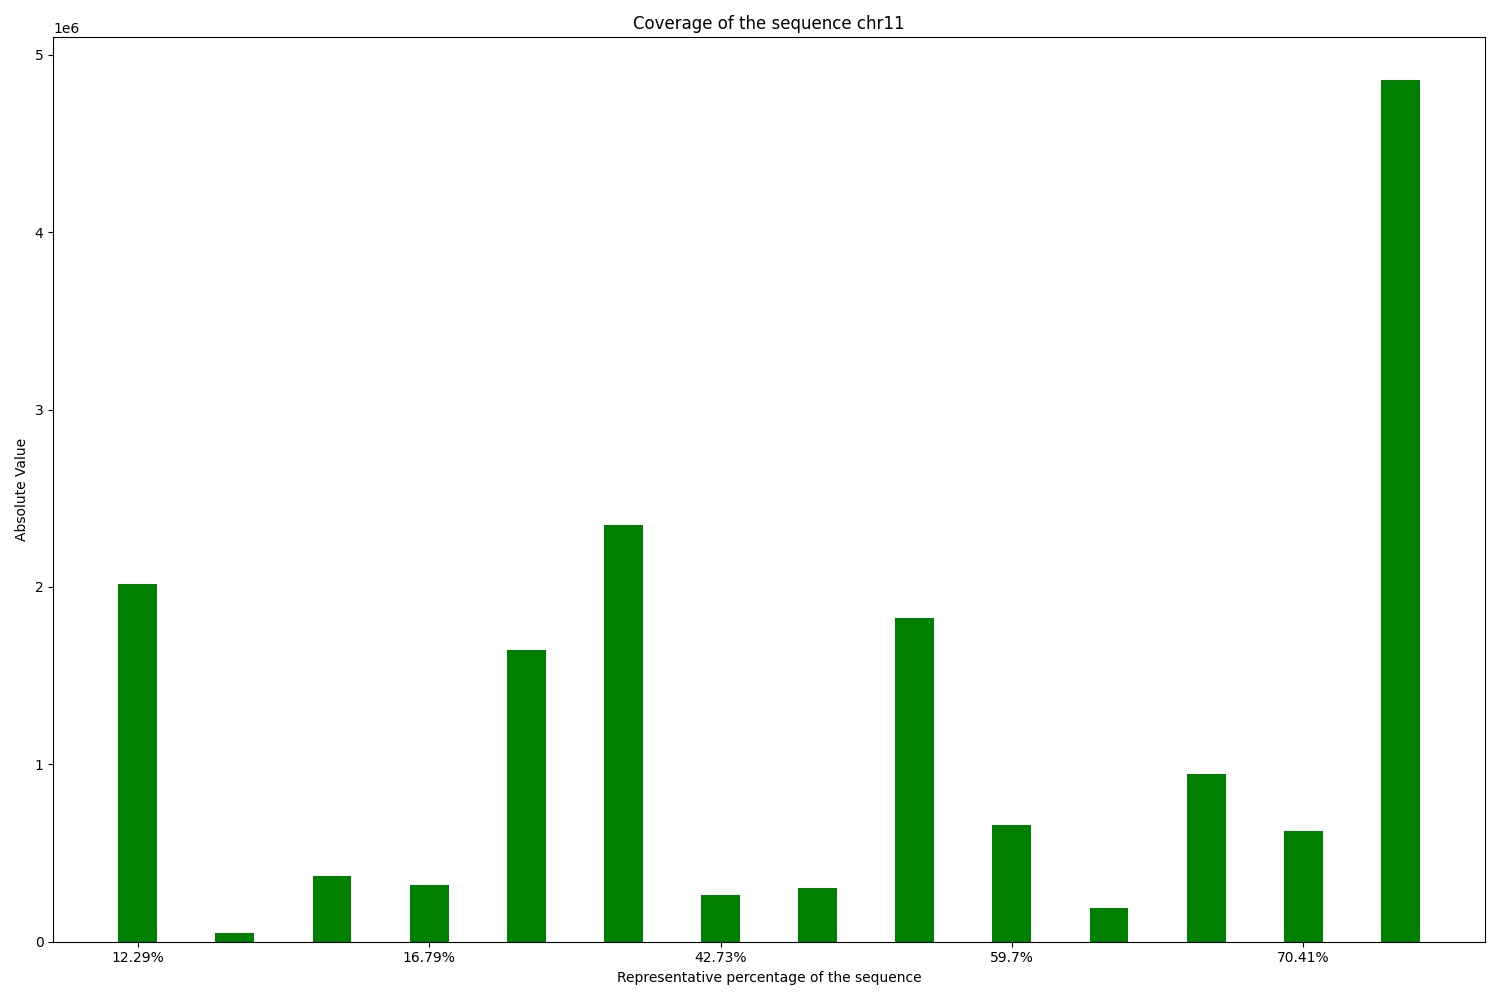 Coverage of the sequence chr11
1e6
5
4
3
2
1
0
Absolute Value
12.29% 16.79% 42.73% 59.7% 70.41%
Representative percentage of the sequence